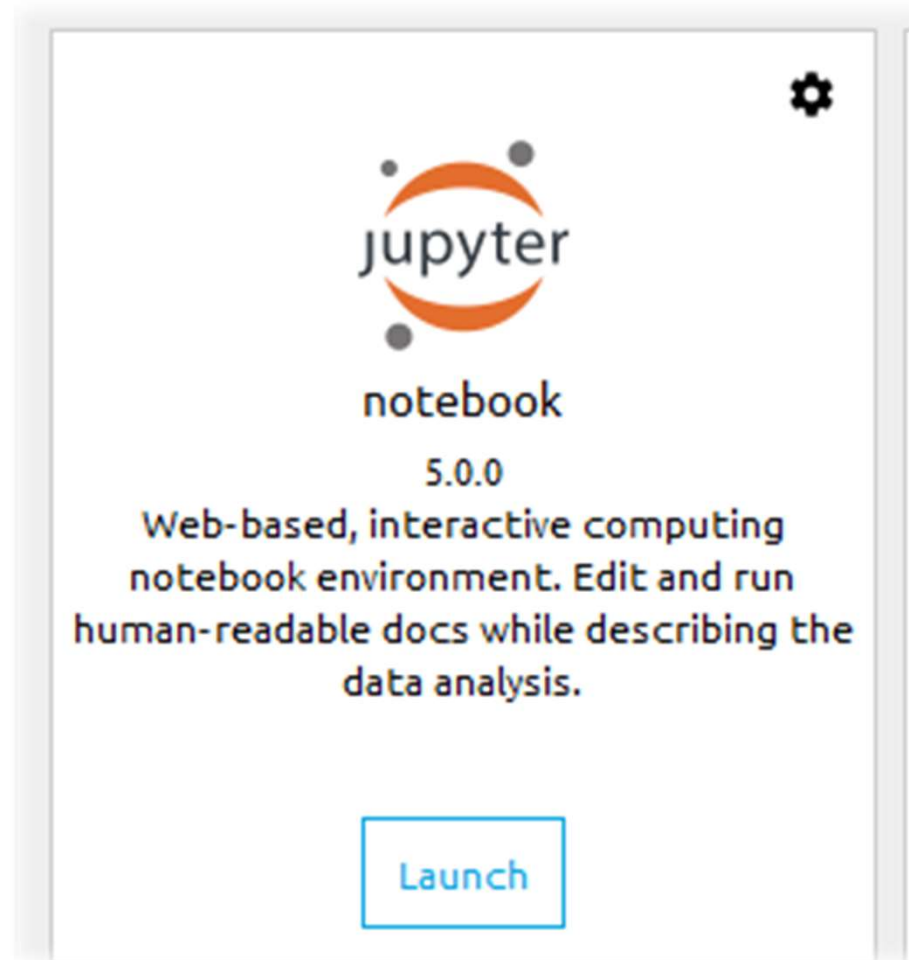 jupyter
notebook
5.0.0
Web-based, interactive computing
notebook environment. Edit and run
human-readable docs while describing the
data analysis.
Launch